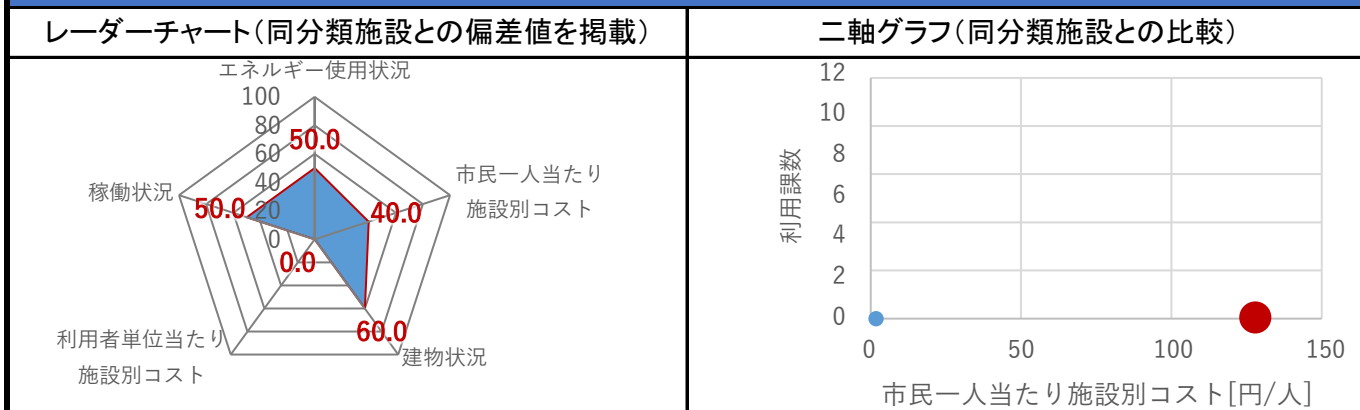 レーダーチャート(同分類施設との偏差値を掲載)
二軸グラフ(同分類施設との比較)
エネルギー使用状況
100
80
60
40
20
0
50.0
市民一人当たり
施設別コスト
40.0
稼働状況
50.0
0.0
60.0
利用者単位当たり
施設別コスト
建物状況
12
10
8
6
4
2
0
利用課数
0
50
100
150
市民一人当たり施設別コスト[円/人]